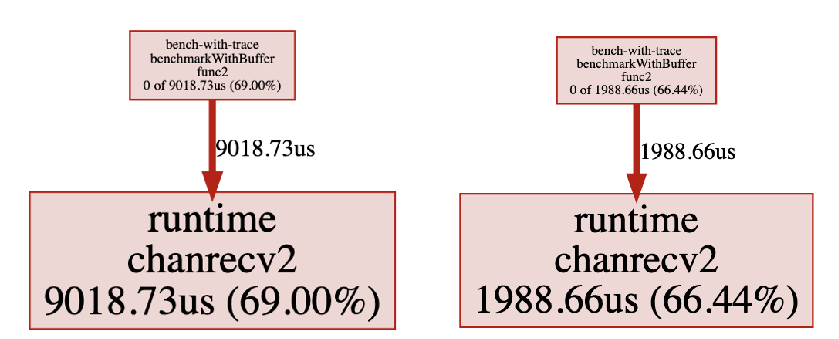 bench-with-trace
benchmarkWithBuffer
func2
0 of 9018.73us (69.00%)
9018.73us
runtime
chanrecv2
9018.73us (69.00%)
bench-with-trace
benchmarkWithBuffer
func2
0 of 1988.66us (66.44%)
1988.66us
runtime
chanrecv2
1988.66us (66.44%)